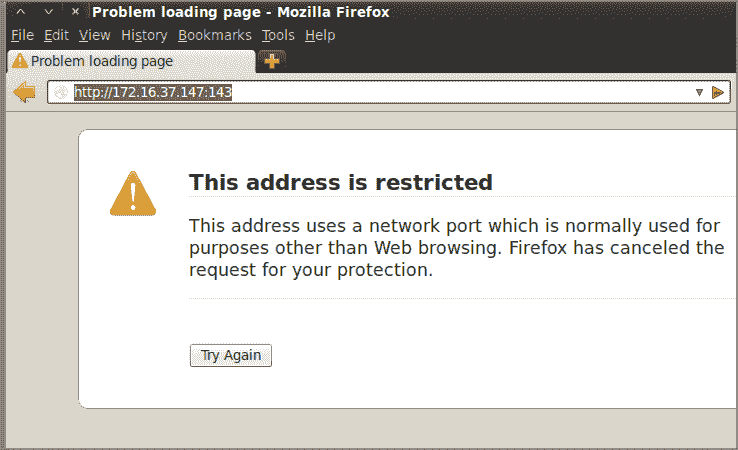 Problem loading page - Mozilla Firefox
File Edit View History Bookmarks Tools Help
Problem loading page
http://172.16.37.147:143
This address is restricted
This address uses a network port which is normally used for
purposes other than Web browsing. Firefox has canceled the
request for your protection.
Try Again